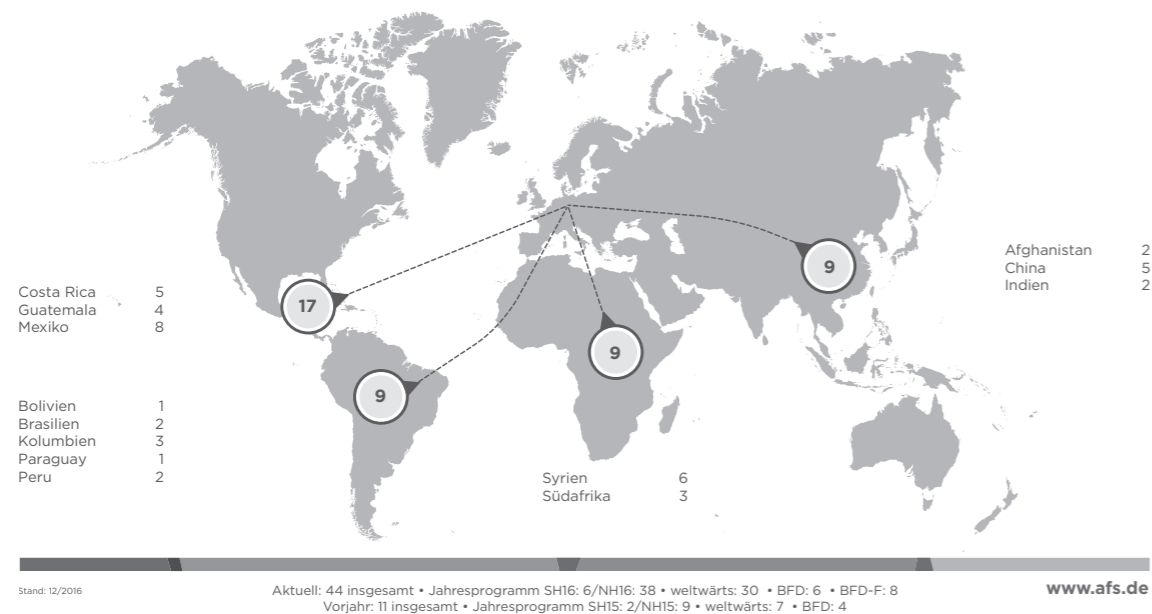 17
9
9
9
Costa Rica 5
Guatemala 4
Mexiko 8
Bolivien 1
Brasilien 2
Kolumbien 3
Paraguay 1
Peru 2
Syrien 6
Südafrika 3
Afghanistan 2
China 5
Indien 2
Stand: 12/2016
Aktuell: 44 insgesamt • Jahresprogramm SH16: 6/NH16: 38 • weltwärts: 30 • BFD: 6 • BFD-F: 8
Vorjahr: 11 insgesamt • Jahresprogramm SH15: 2/NH15: 9 • weltwärts: 7 • BFD: 4
www.afs.de